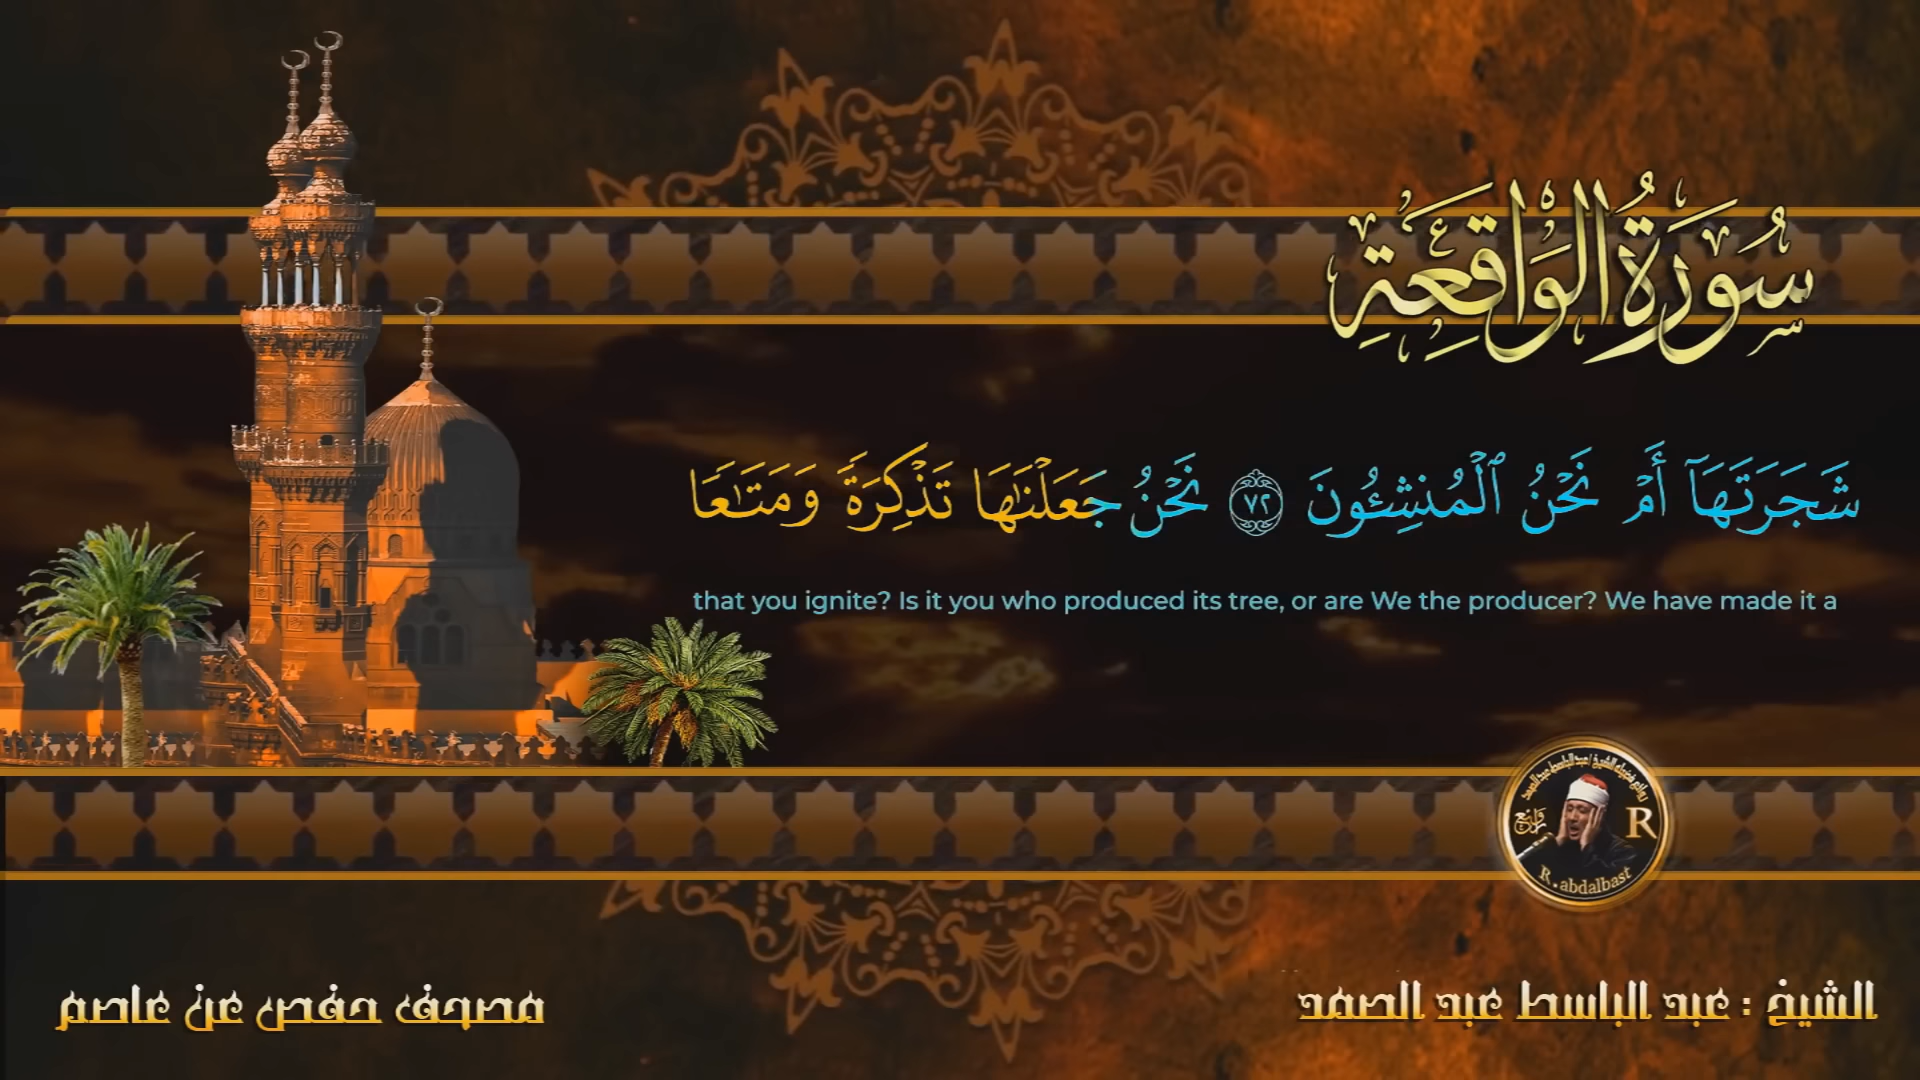 سُورَةُ الْوَاقِعَةِ
شَجَرَتَهَآ أَمۡ نَحۡنُ ٱلۡمُنشِـُٔونَ ٧٢ نَحۡنُ جَعَلۡنَٰهَا تَذۡكِرَةٗ وَمَتَٰعٗا
that you ignite? Is it you who produced its tree, or are We the producer? We have made it a
R
R.abdalbast
الشيخ : عبد الباسط عبد الصمد
مصحف حفص عن عاصم